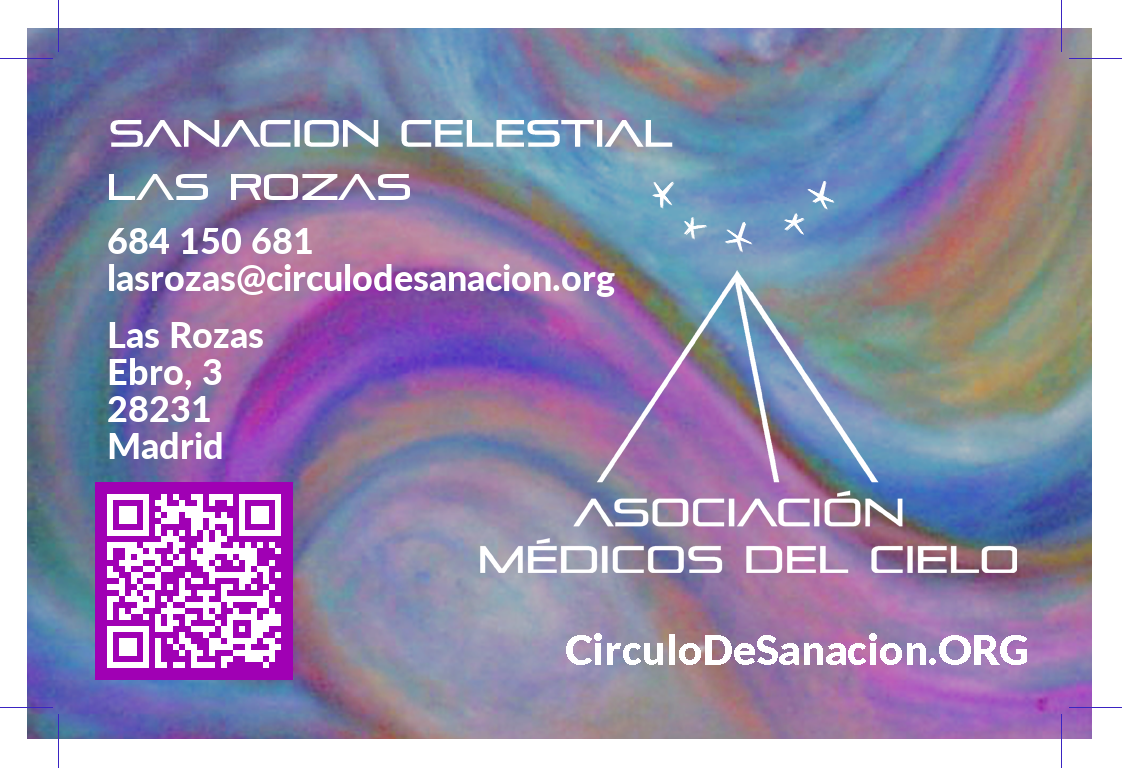 SANACION CELESTIAL
LAS ROZAS
684 150 681
lasrozas@circulodesanacion.org
Las Rozas
Ebro, 3
28231
Madrid
ASOCIACIÓN
MÉDICOS DEL CIELO
CirculoDeSanacion.ORG